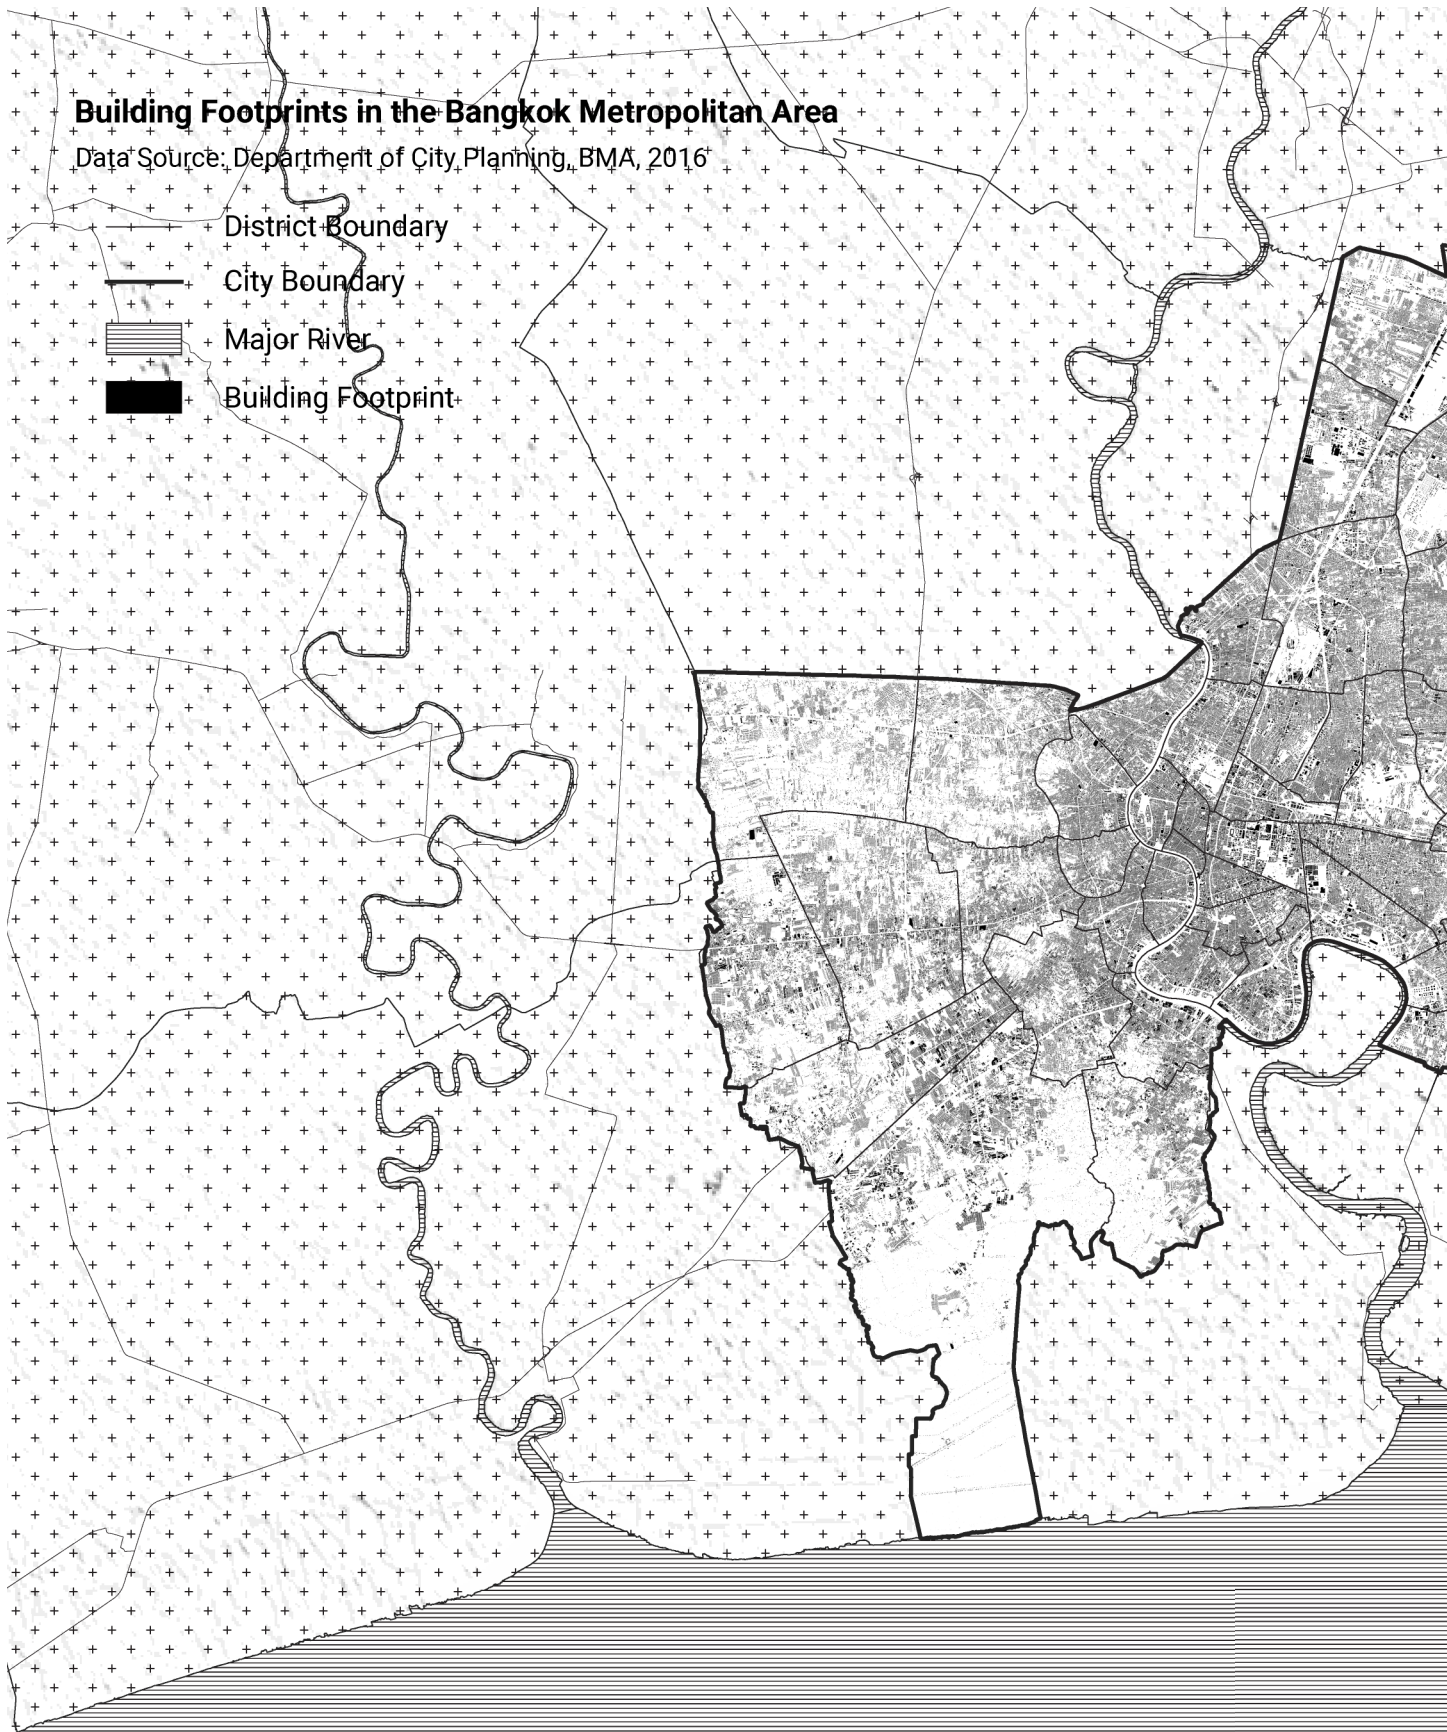 Building Footprints in the Bangkok Metropolitan Area
Data Source: Department of City Planning, BMA, 2016
District Boundary
City Boundary
Major River
Building Footprint